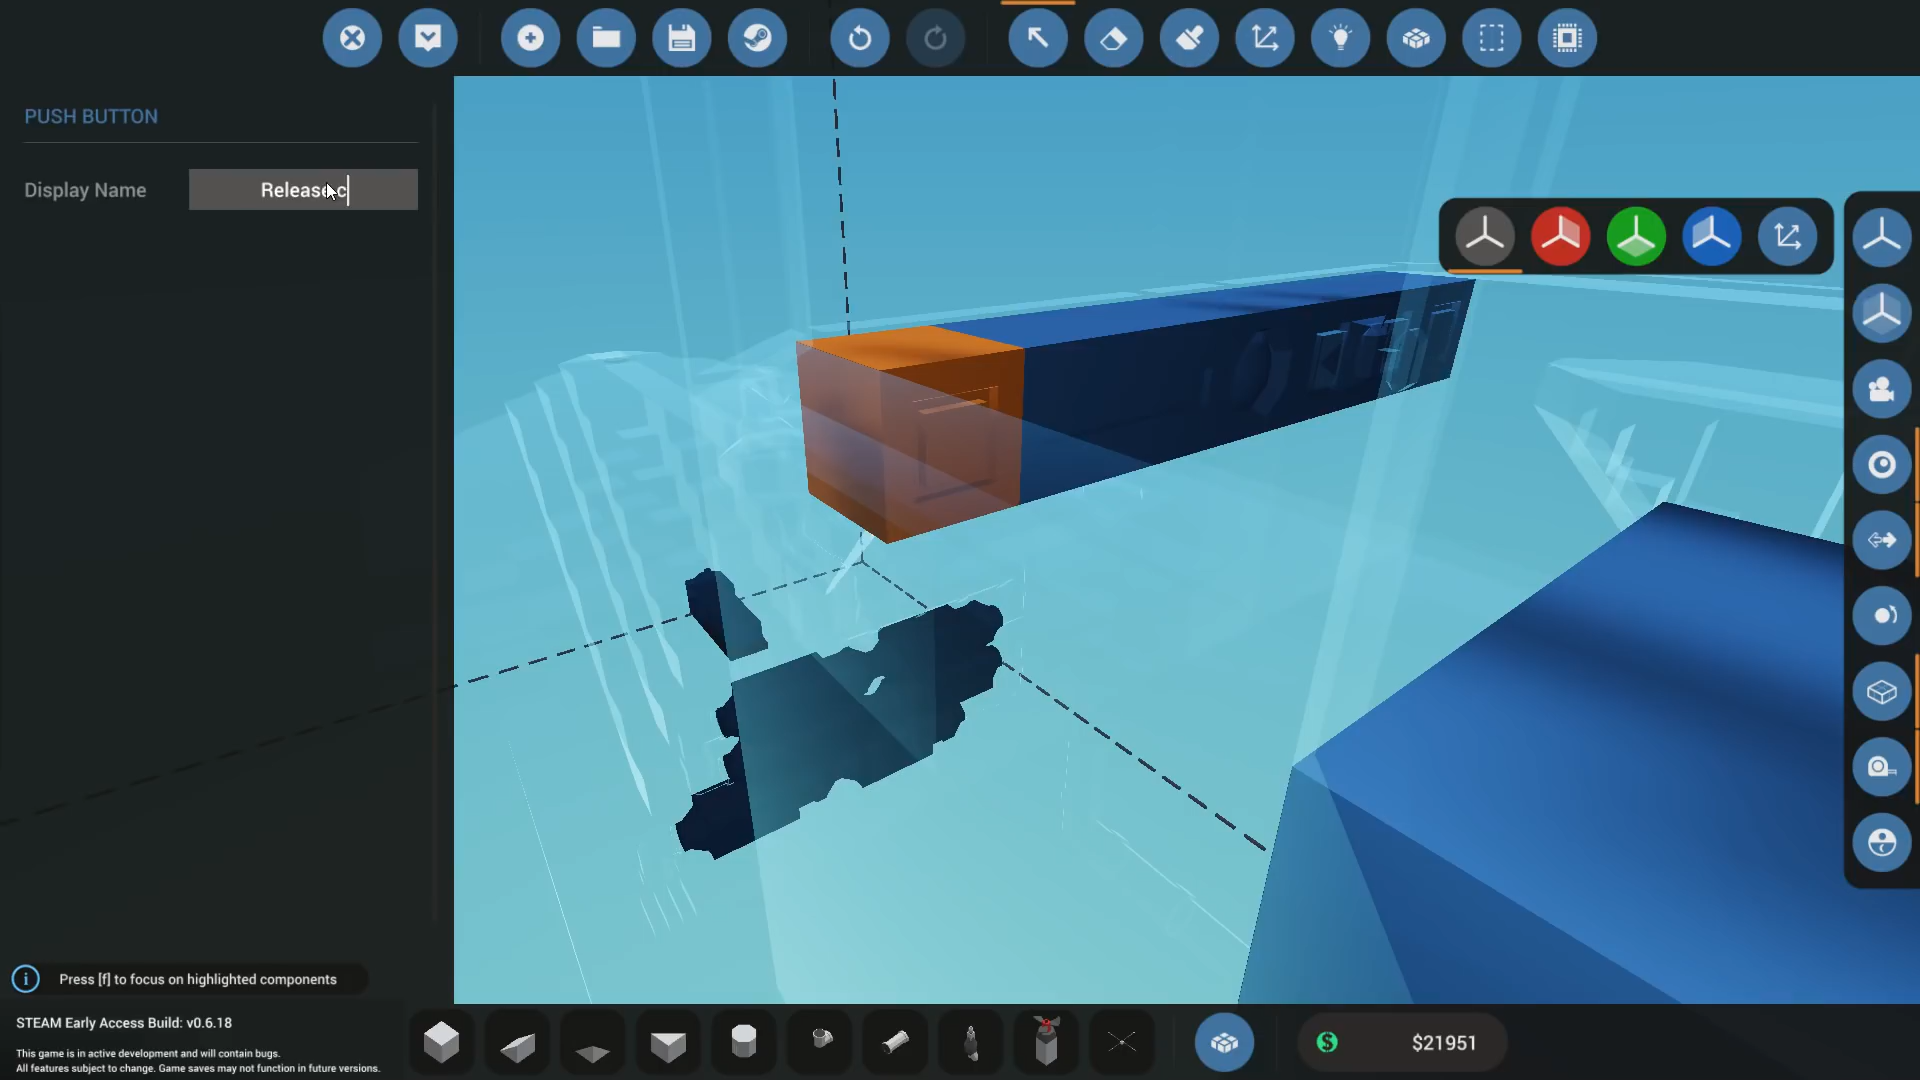 PUSH BUTTON
Display Name
Release c
Press [f] to focus on highlighted components
STEAM Early Access Build: v0.6.18
This game is in active development and will contain bugs.
All features subject to change. Game saves may not function in future versions.
$21951